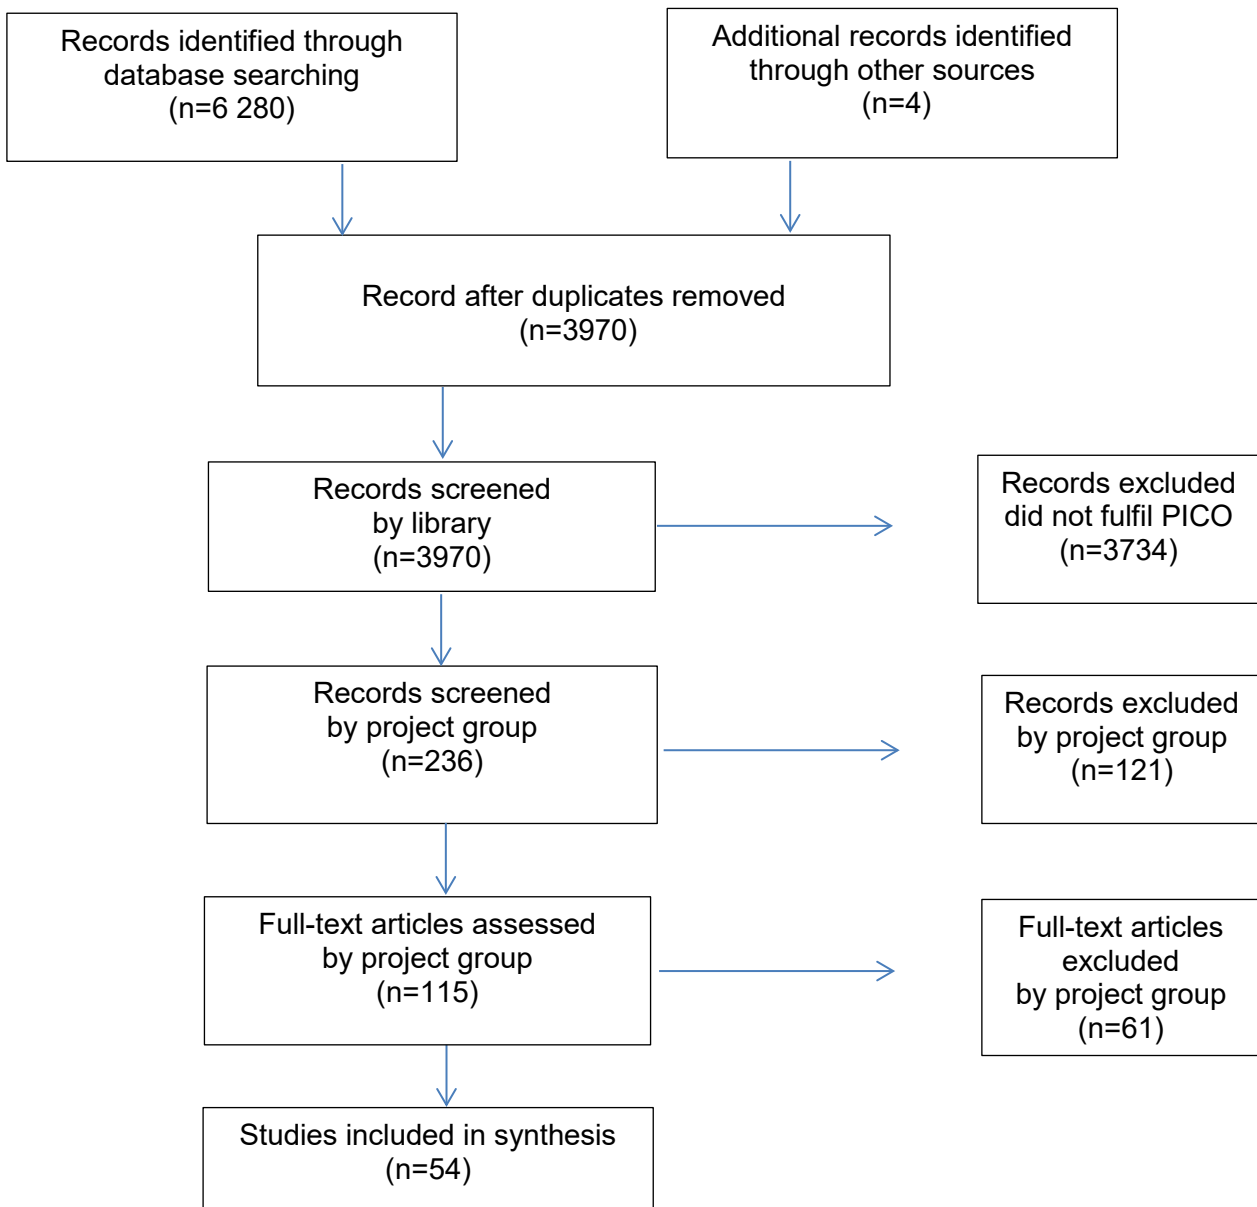 Records identified through
database searching
(n=6 280)
Additional records identified
through other sources
(n=4)
Record after duplicates removed
(n=3970)
Records screened
by library
(n=3970)
Records excluded
did not fulfil PICO
(n=3734)
Records screened
by project group
(n=236)
Records excluded
by project group
(n=121)
Full-text articles assessed
by project group
(n=115)
Full-text articles
excluded
by project group
(n=61)
Studies included in synthesis
(n=54)